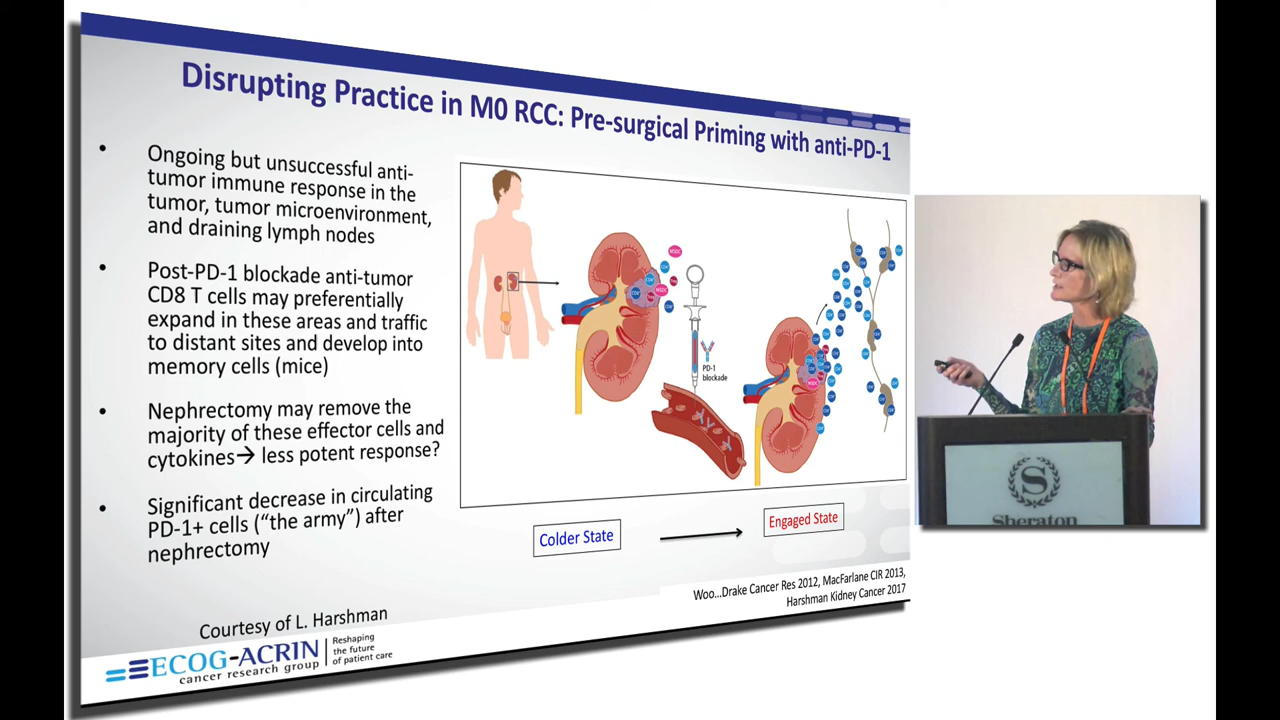 Disrupting Practice in M0 RCC: Pre-surgical Priming with anti-PD-1
• Ongoing but unsuccessful anti-
tumor immune response in the
tumor, tumor microenvironment,
and draining lymph nodes
• Post-PD-1 blockade anti-tumor
CD8 T cells may preferentially
expand in these areas and traffic
to distant sites and develop into
memory cells (mice)
• Nephrectomy may remove the
majority of these effector cells and
cytokines→ less potent response?
• Significant decrease in circulating
PD-1+ cells (“the army”) after
nephrectomy
MSDC
MSDC
PD-1
blockade
MSDC
Colder State
Engaged State
Woo...Drake Cancer Res 2012, MacFarlane CIR 2013,
Harshman Kidney Cancer 2017
Courtesy of L. Harshman
ECOG-ACRIN
cancer research group
Reshaping
the future
of patient care
S
Sheraton